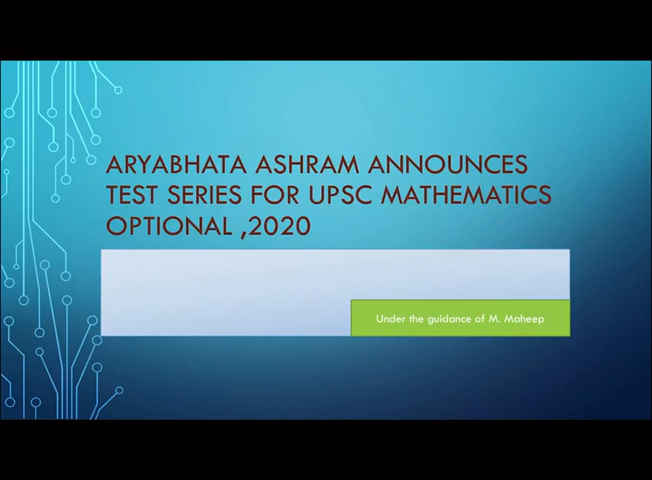 ARYABHATA ASHRAM ANNOUNCES
TEST SERIES FOR UPSC MATHEMATICS
OPTIONAL ,2020
Under the guidance of M. Maheep